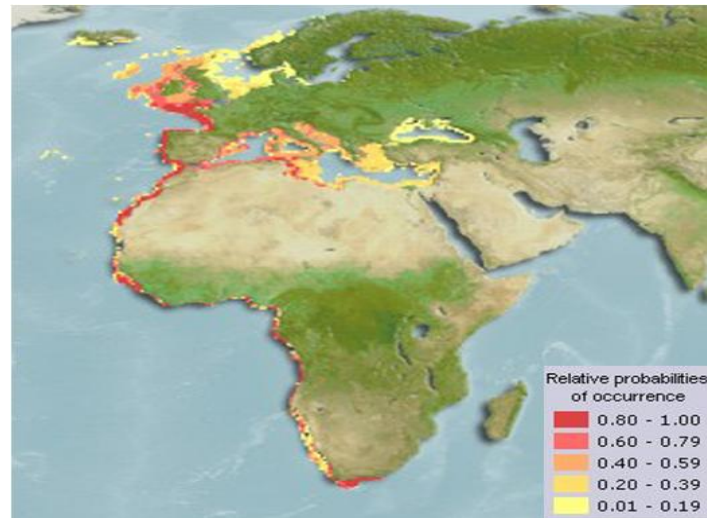 Relative probabilities
of occurrence
0.80 - 1.00
0.60 - 0.79
0.40 - 0.59
0.20 - 0.39
0.01 - 0.19